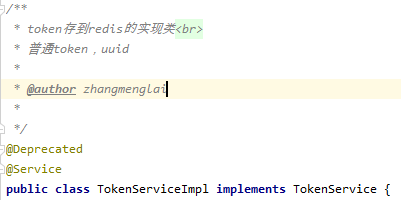 /**
* token存到redis的实现类<br>
* 普通token，uuid
*
* @author zhangmenglai
*
*/
@Deprecated
@Service
public class TokenServiceImpl implements TokenService {